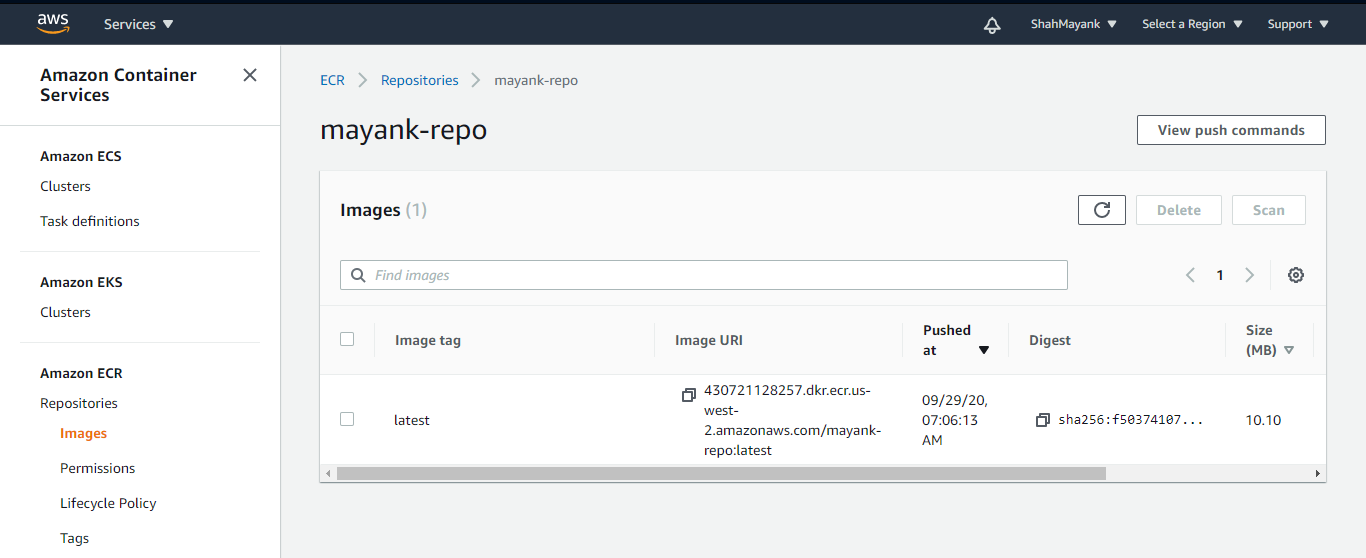 aws
Services
ShahMayank
Select a Region
Support
Amazon Container
Services
Amazon ECS
Clusters
Task definitions
Amazon EKS
Clusters
Amazon ECR
Repositories
Images
Permissions
Lifecycle Policy
Tags
ECR
Repositories
mayank-repo
mayank-repo
View push commands
Images (1)
Delete
Scan
Find images
1
Image tag
Image URI
Pushed
at
Digest
Size
(MB)
latest
430721128257.dkr.ecr.us-
west-
2.amazonaws.com/mayank-
repo:latest
09/29/20,
07:06:13
AM
sha256:f50374107...
10.10